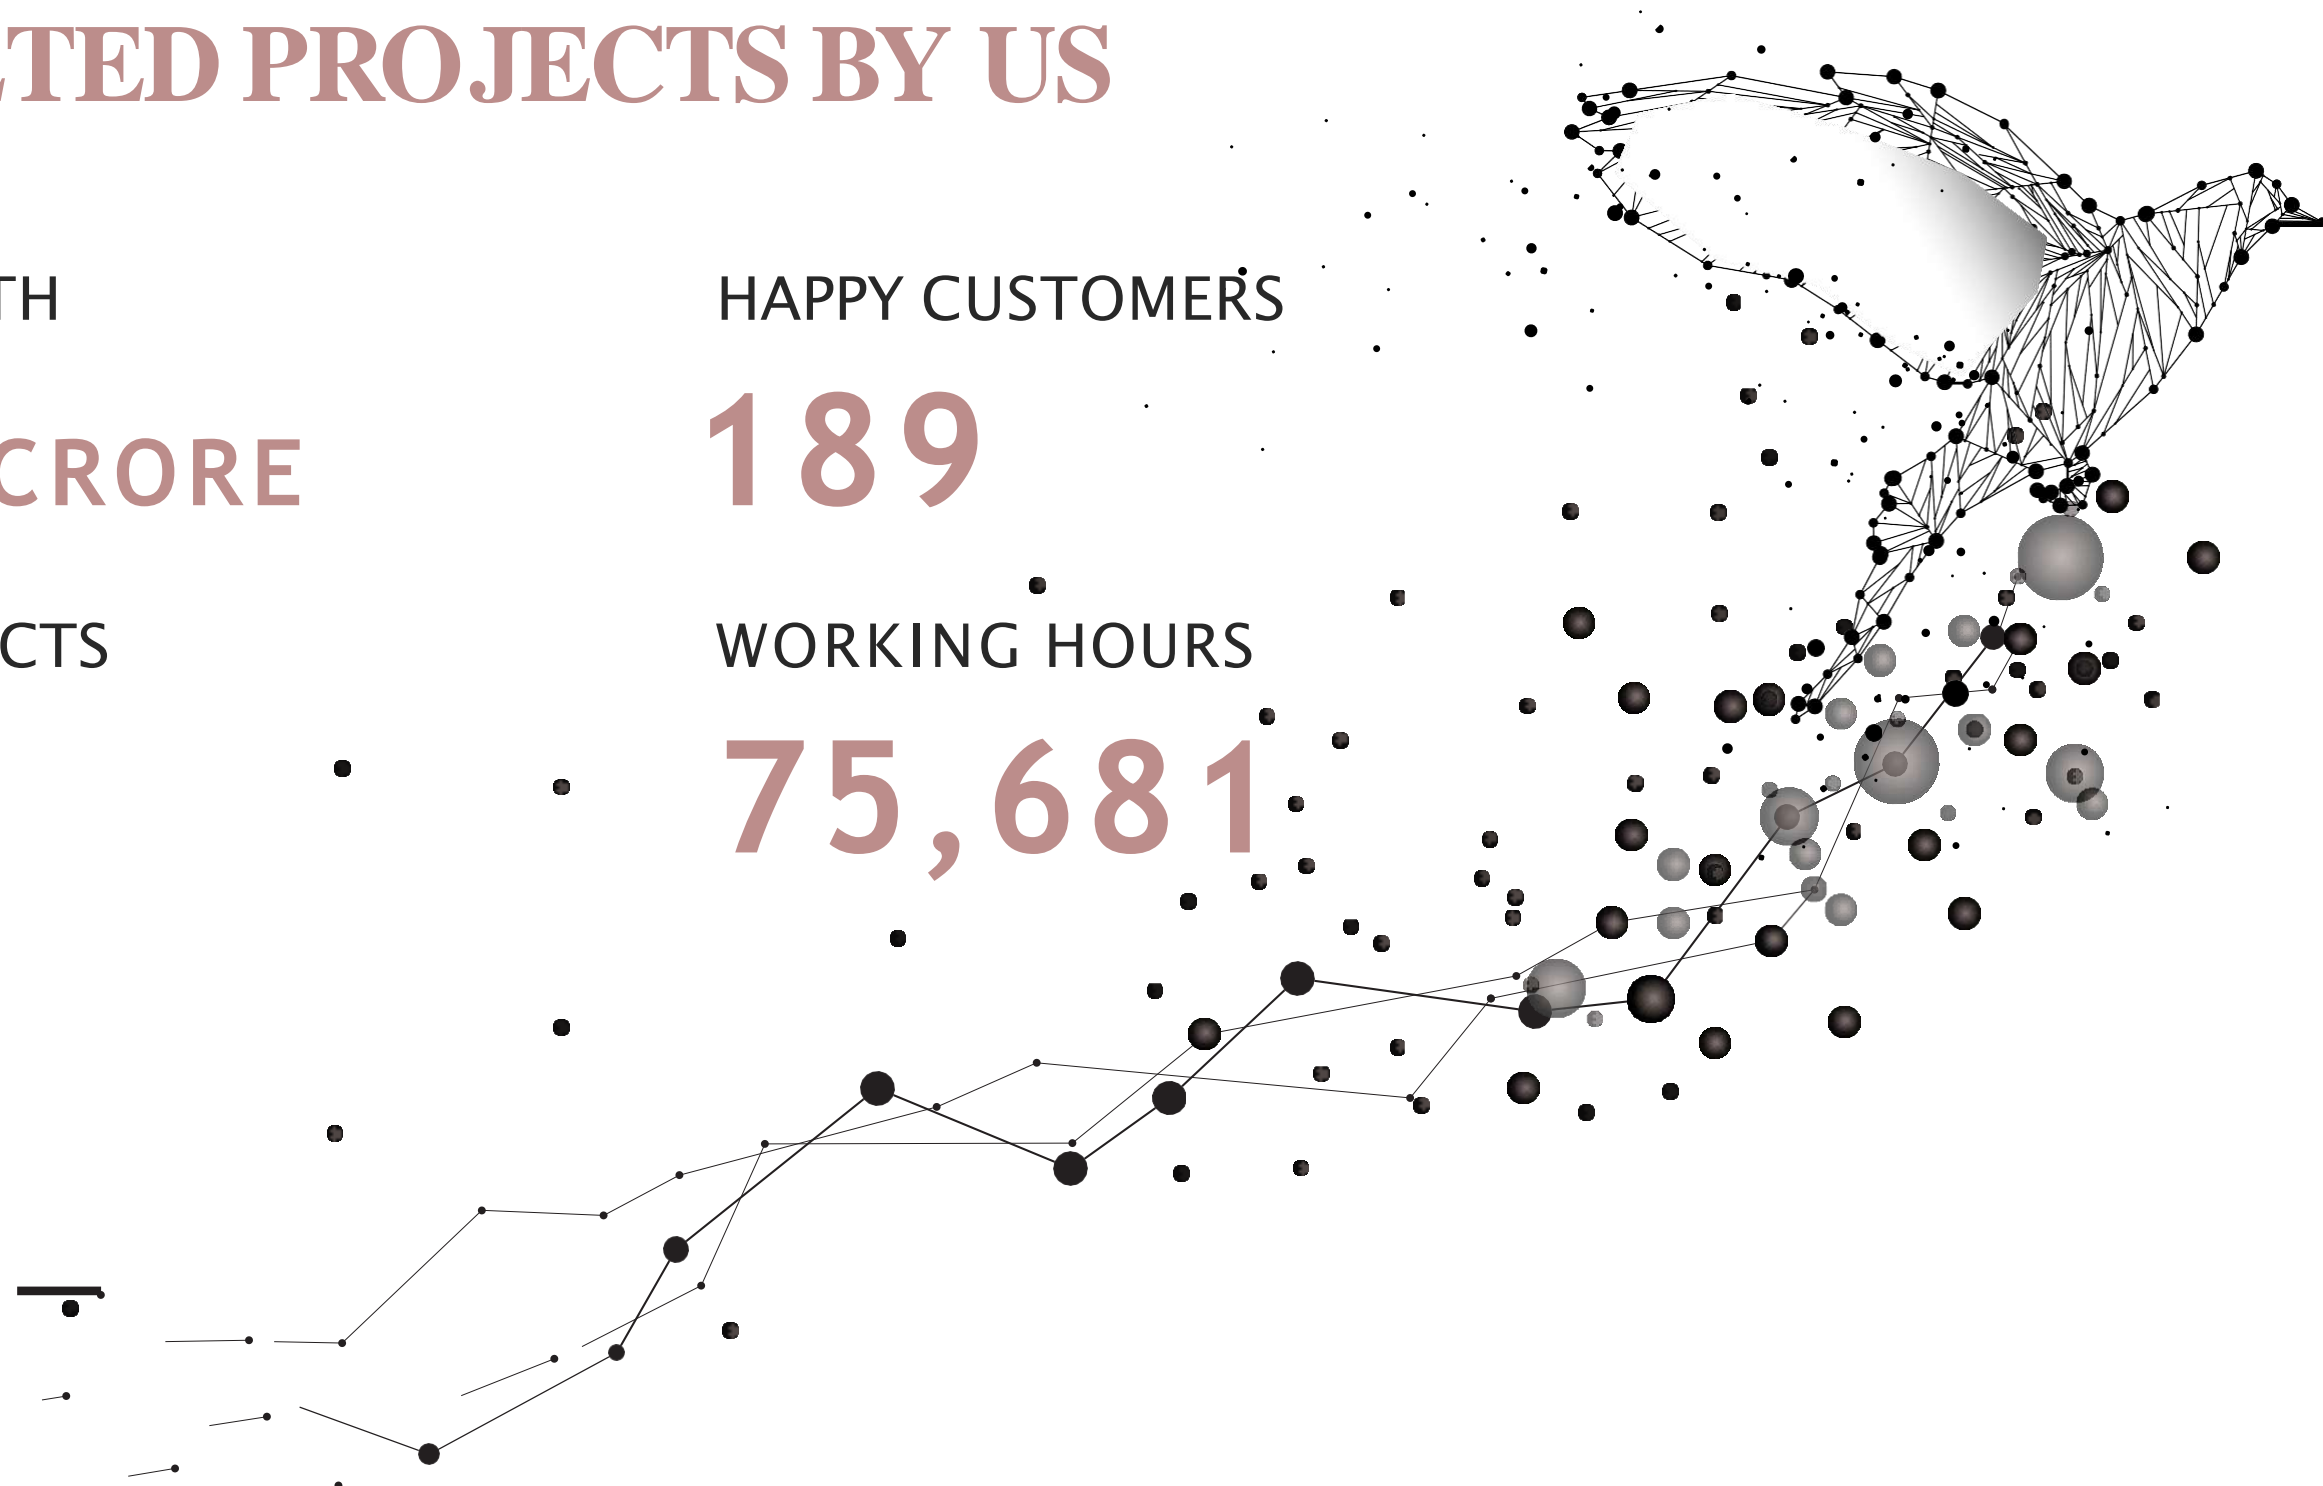 TED PROJECTS BY US
TH
HAPPY CUSTOMERS
CRORE
189
CTS
WORKING HOURS
75,681